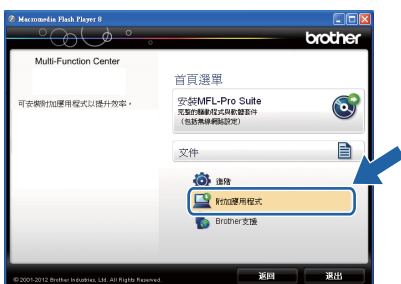 Macromedia Flash Player 8
brother
Multi-Function Center
可安裝附加應用程式以提升效率。
首頁選單
安裝MFL-Pro Suite
完整的驅動程式與軟體套件
(包括無線網路設定)
文件
進階
附加應用程式
Brother支援
© 2001-2012 Brother Industries, Ltd. All Rights Reserved.
返回
退出